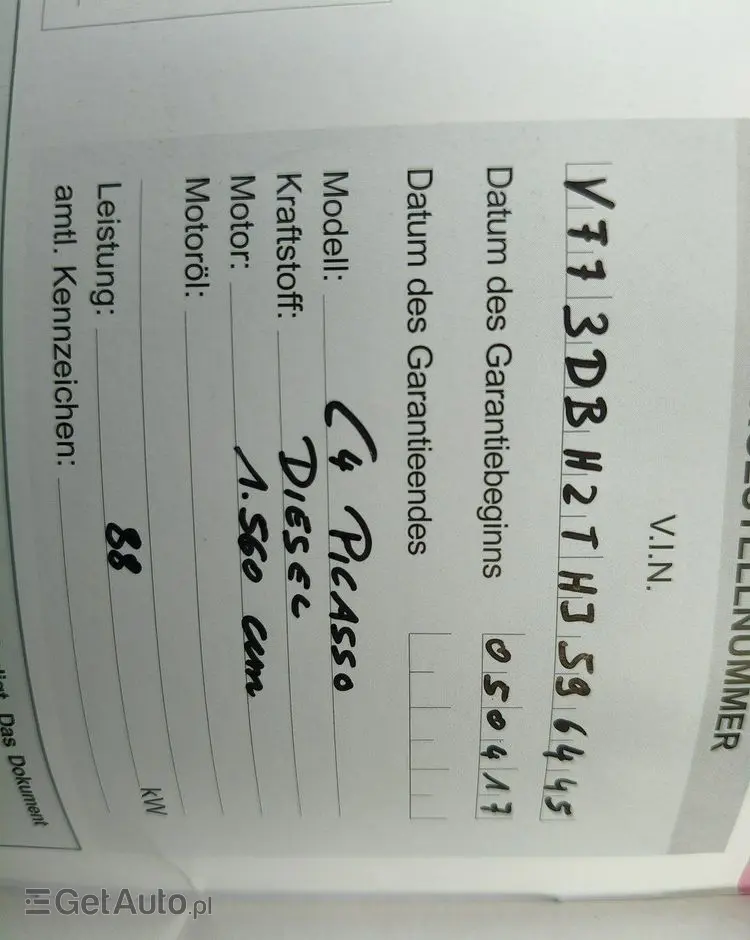 V.I.N.
VF73DBHZTHJ596445
Datum des Garantiebeginns 050417
Datum des Garantieendes
Modell: C4 PICASSO
Kraftstoff: DIESEL
Motor: 1.560 ccm
Motoröl:
kW
Leistung: 88
amtl. Kennzeichen:
Das Dokument
GetAuto.pl